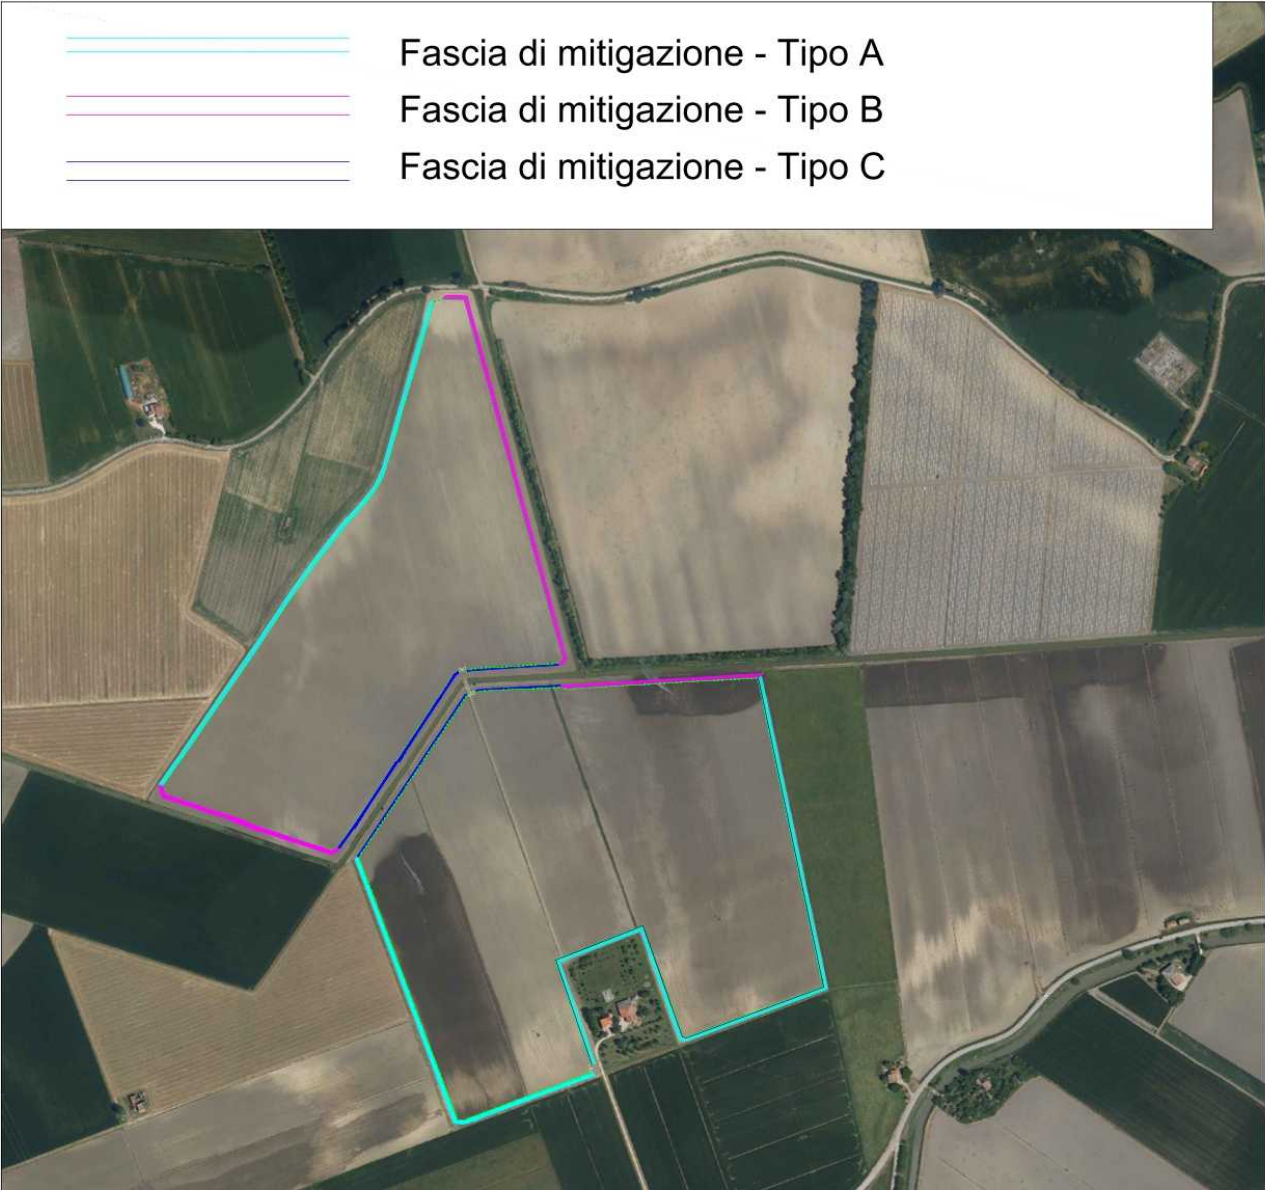 Fascia di mitigazione - Tipo A
Fascia di mitigazione - Tipo B
Fascia di mitigazione - Tipo C